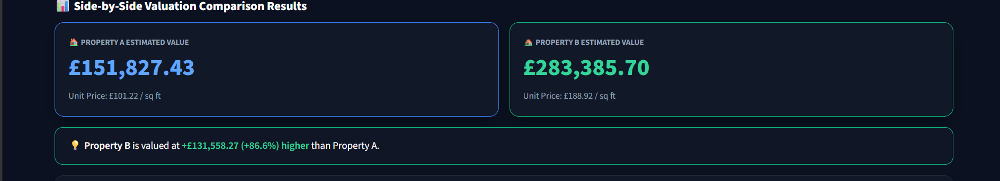 📊 Side-by-Side Valuation Comparison Results
🏠 PROPERTY A ESTIMATED VALUE
£151,827.43
Unit Price: £101.22 / sq ft
🏡 PROPERTY B ESTIMATED VALUE
£283,385.70
Unit Price: £188.92 / sq ft
💡 Property B is valued at +£131,558.27 (+86.6%) higher than Property A.